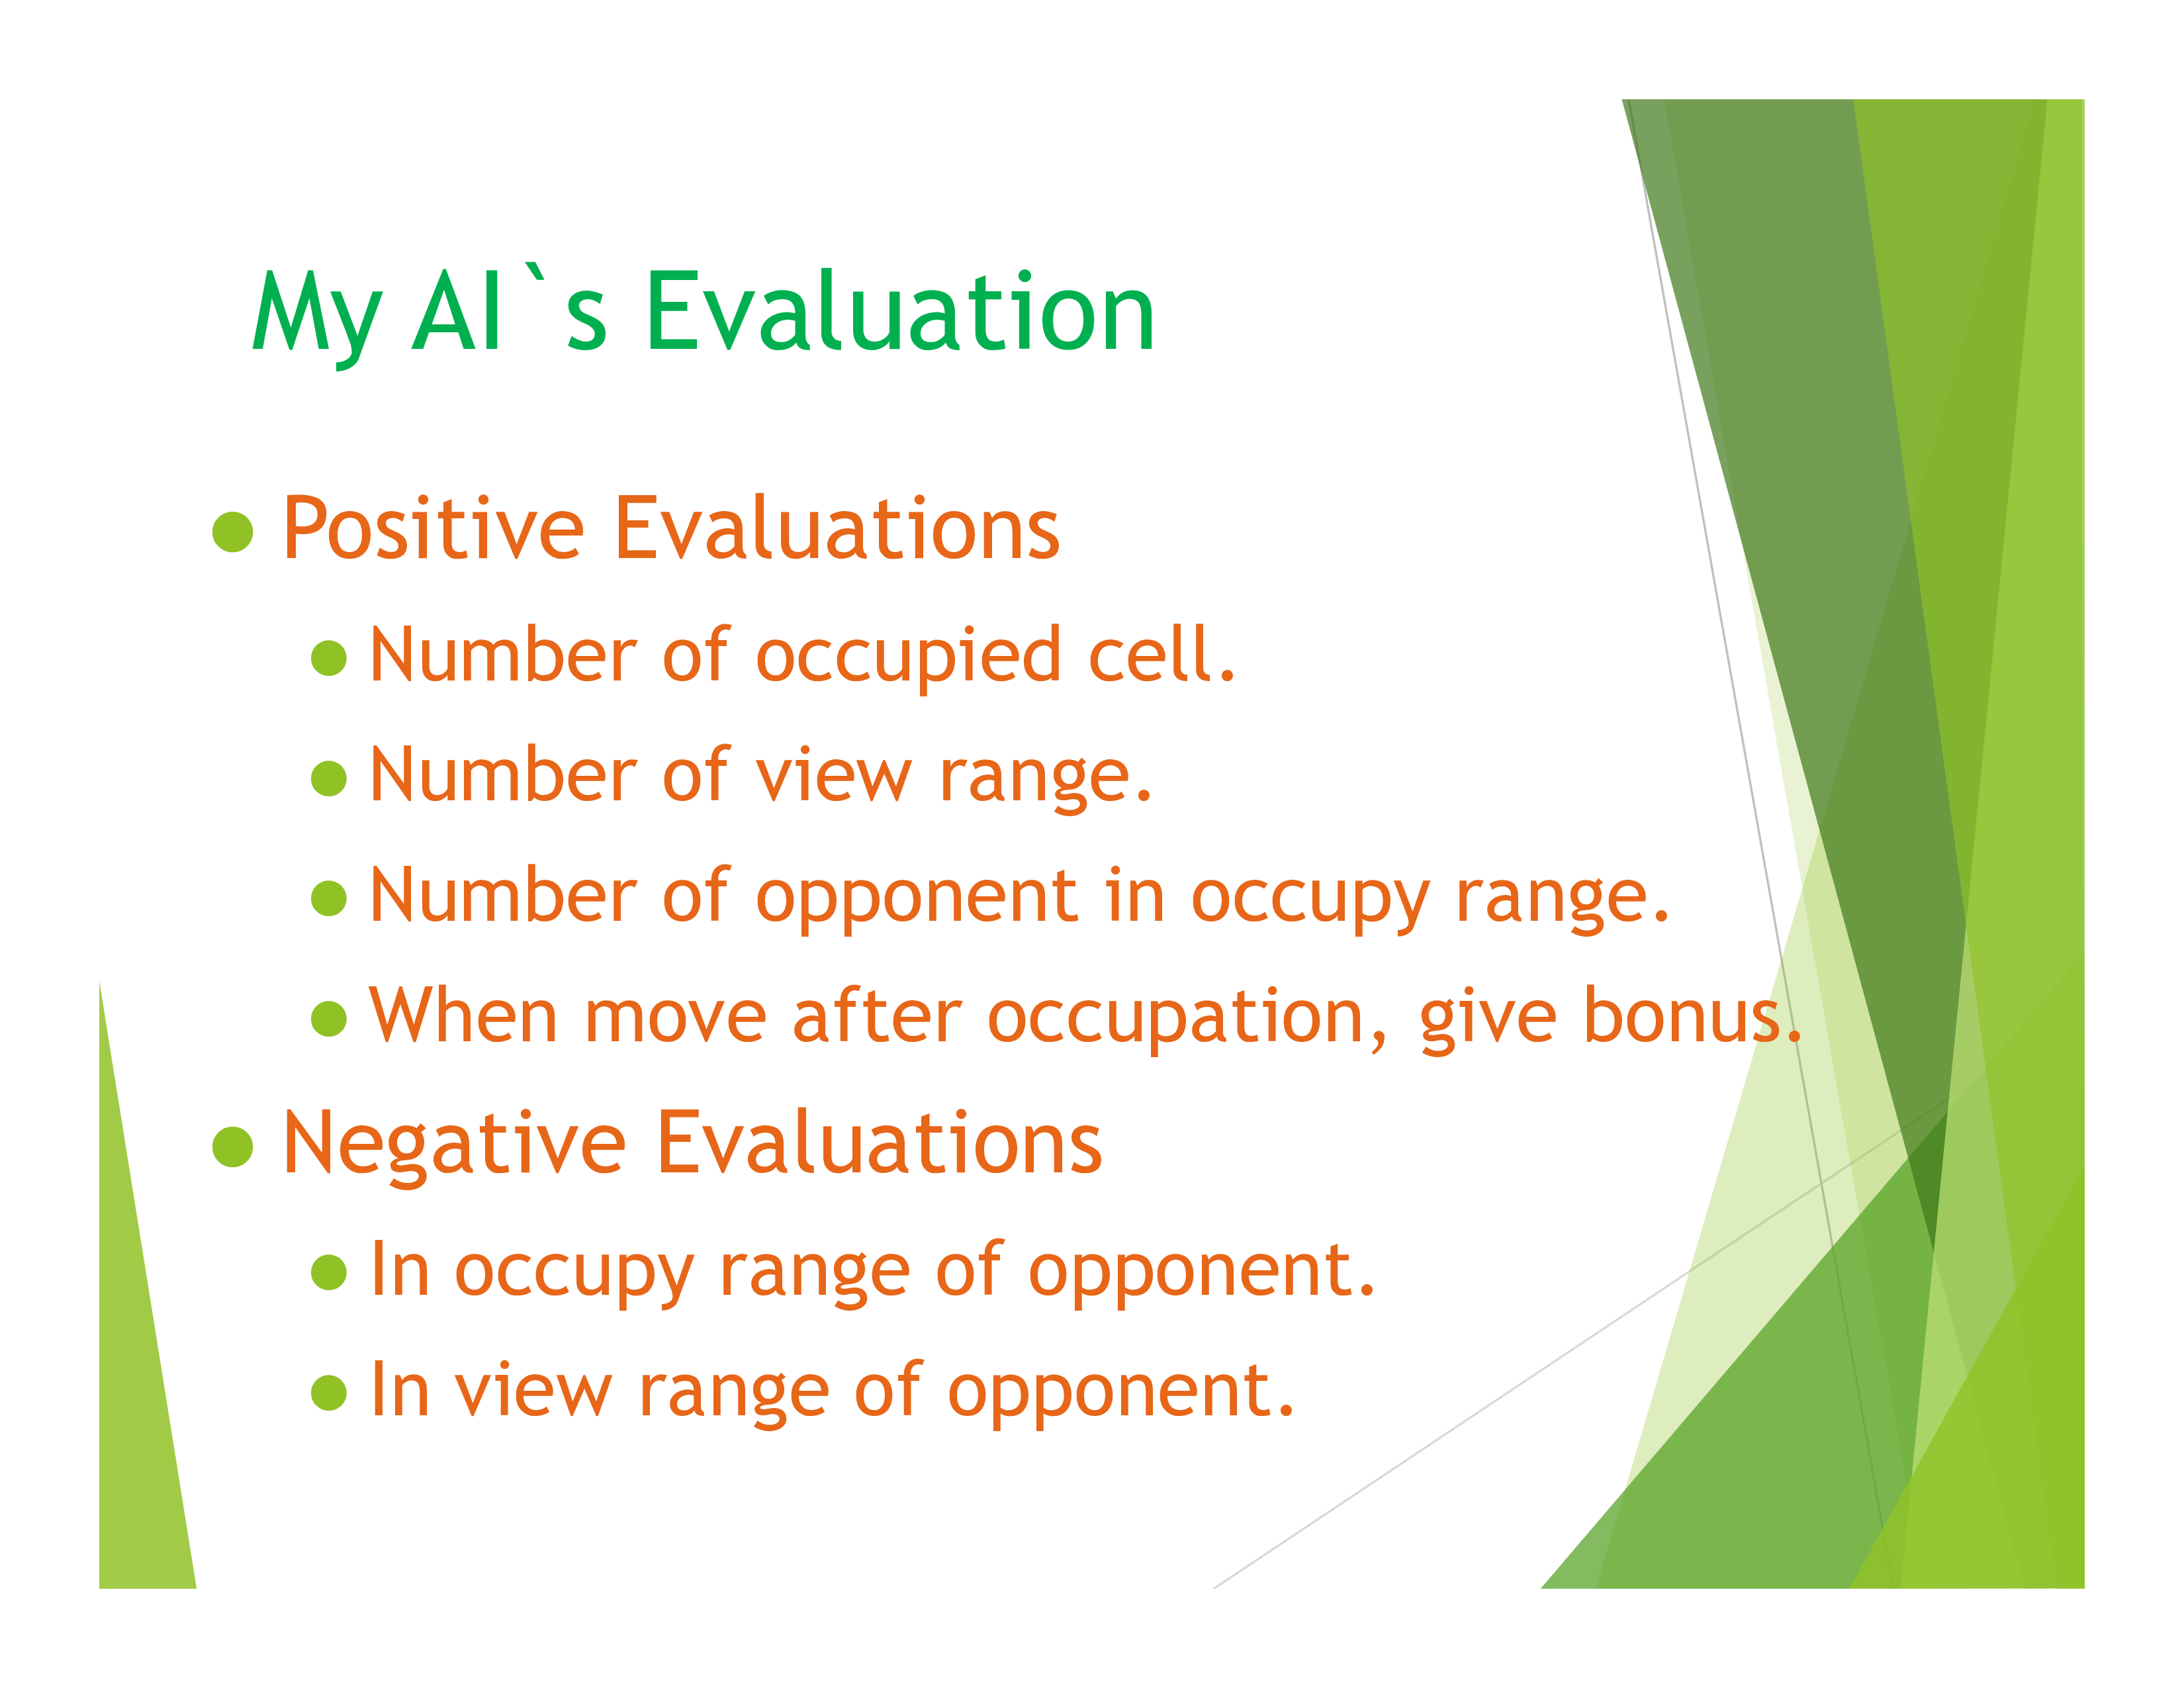 My AI`s Evaluation
Positive Evaluations
Number of occupied cell.
Number of view range.
Number of opponent in occupy range.
When move after occupation, give bonus.
Negative Evaluations
In occupy range of opponent.
In view range of opponent.